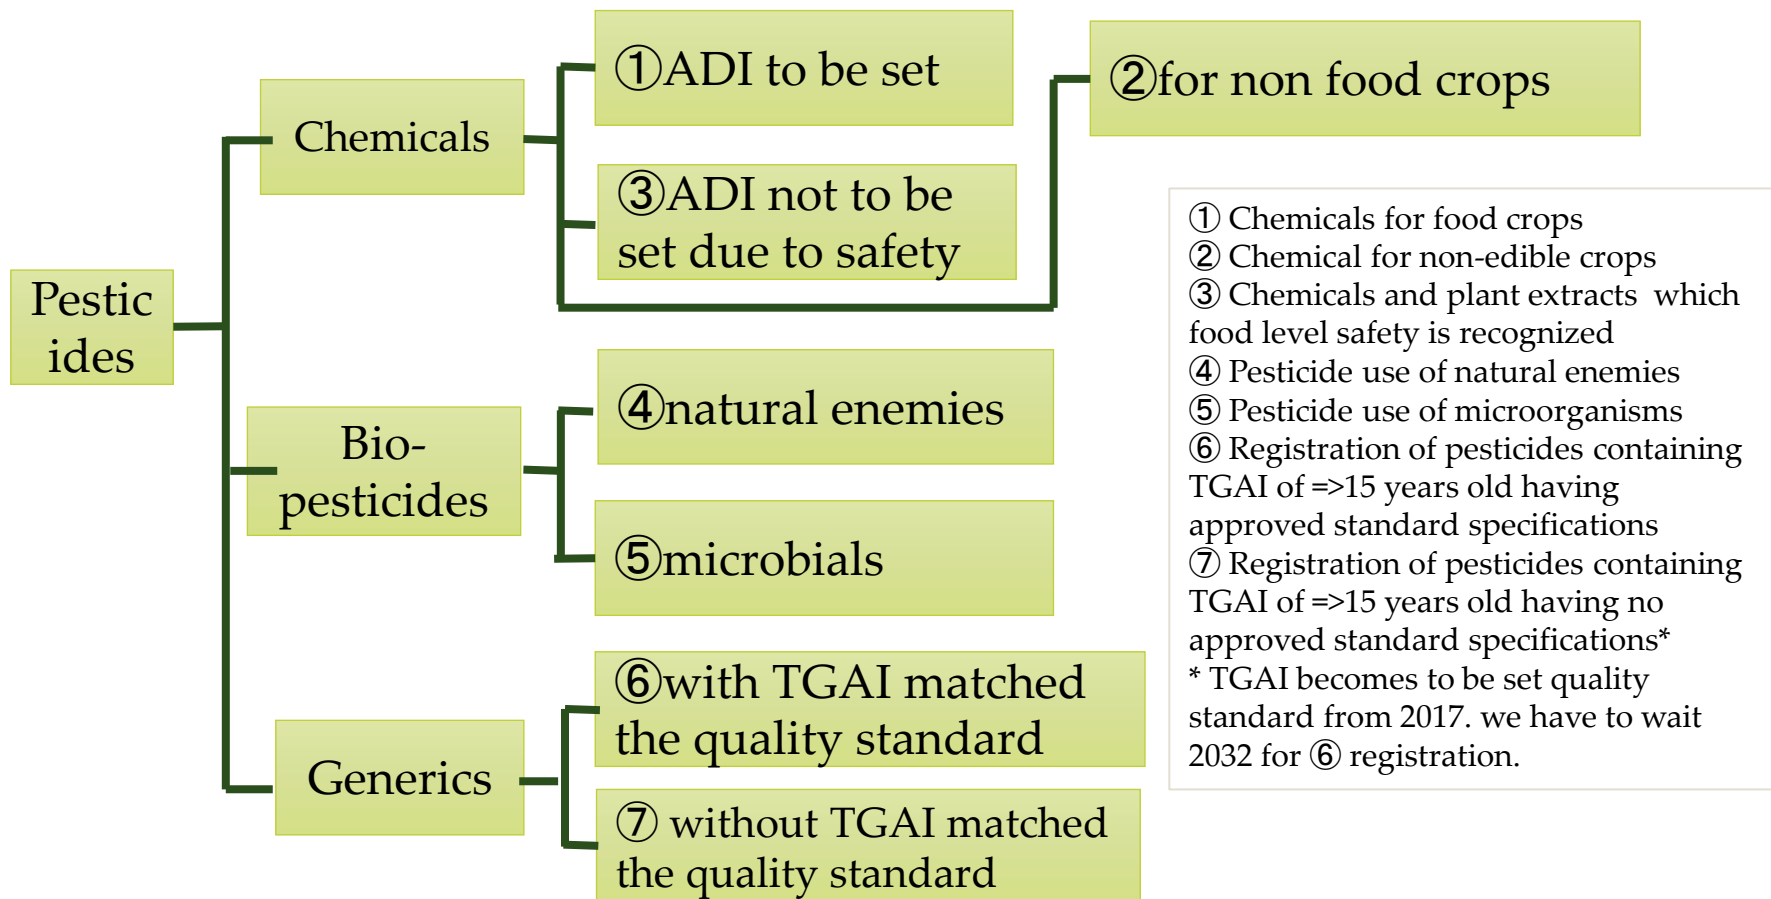 Pestic
ides
Chemicals
①ADI to be set
②for non food crops
③ADI not to be
set due to safety
Bio-
pesticides
④natural enemies
⑤microbials
Generics
⑥with TGAI matched
the quality standard
⑦ without TGAI matched
the quality standard
① Chemicals for food crops
② Chemical for non-edible crops
③ Chemicals and plant extracts  which
food level safety is recognized
④ Pesticide use of natural enemies
⑤ Pesticide use of microorganisms
⑥ Registration of pesticides containing
TGAI of =>15 years old having
approved standard specifications
⑦ Registration of pesticides containing
TGAI of =>15 years old having no
approved standard specifications*
* TGAI becomes to be set quality
standard from 2017. we have to wait
2032 for ⑥ registration.